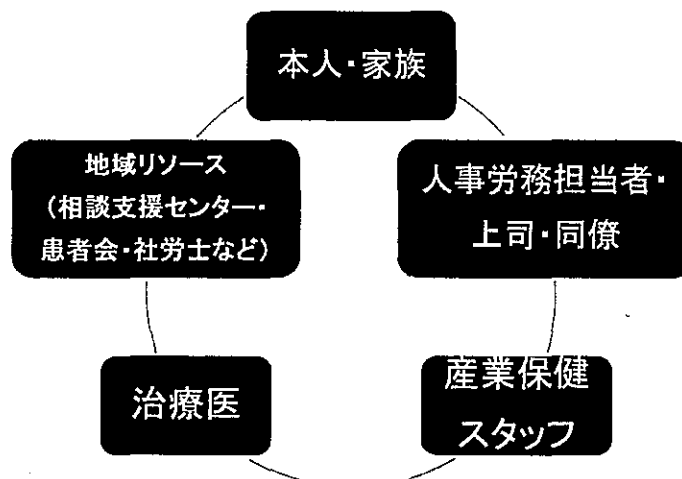 本人・家族
地域リソース
（相談支援センター・
患者会・社労士など）
人事労務担当者・
上司・同僚
治療医
産業保健
スタッフ